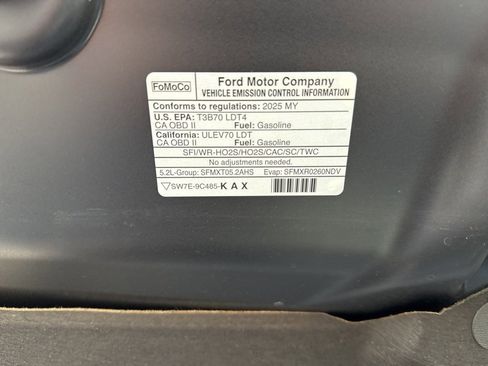 FoMoCo
Ford Motor Company
VEHICLE EMISSION CONTROL INFORMATION
Conforms to regulations: 2025 MY
U.S. EPA: T3B70 LDT4
CA OBD II Fuel: Gasoline
California: ULEV70 LDT
CA OBD II Fuel: Gasoline
SFI/WR-HO2S/HO2S/CAC/SC/TWC
No adjustments needed.
5.2L-Group: SFMXT05.2AHS Evap: SFMXR0260NDV
SW7E-9C485-KAX